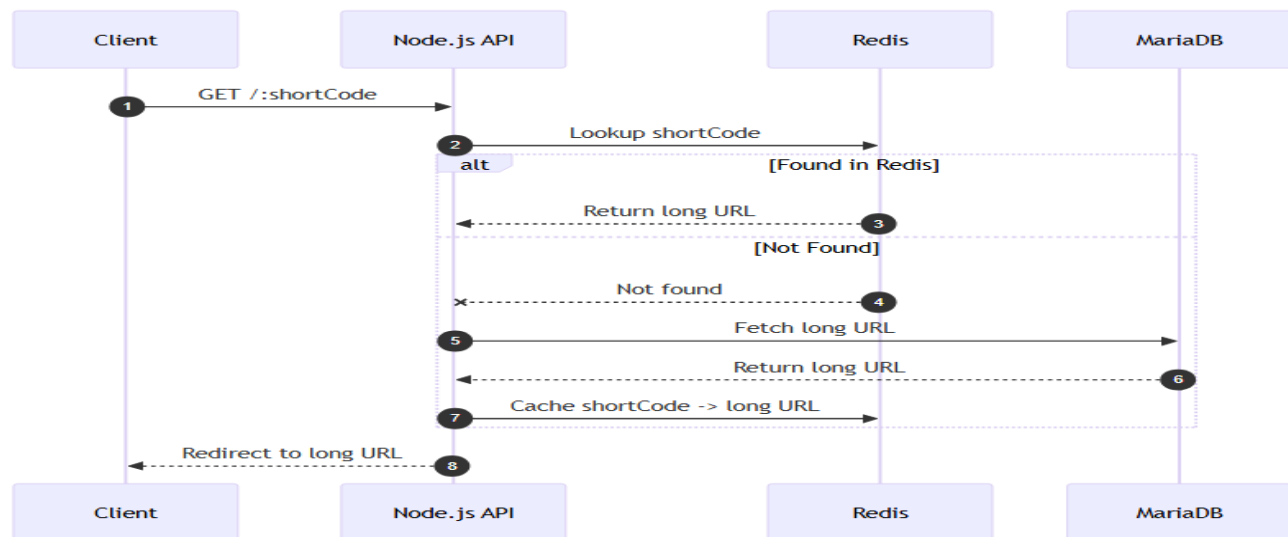 Client Node.js API Redis MariaDB
1 GET /:shortCode
2 Lookup shortCode
alt [Found in Redis]
Return long URL 3
[Not Found]
Not found 4
5 Fetch long URL
Return long URL 6
7 Cache shortCode -> long URL
Redirect to long URL 8
Client Node.js API Redis MariaDB